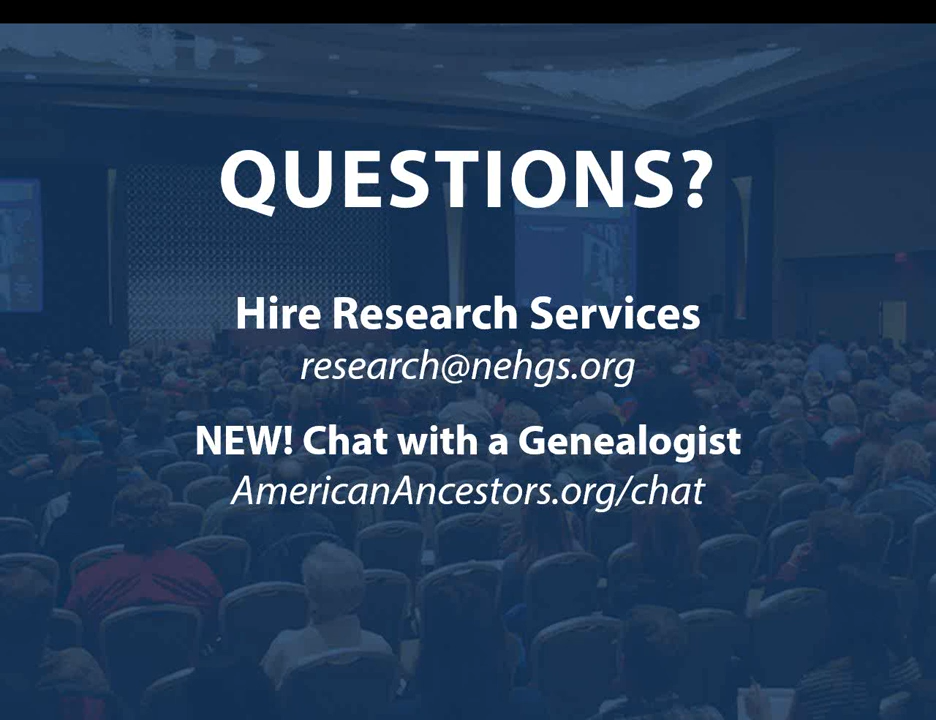 QUESTIONS?
Hire Research Services
research@nehgs.org
NEW! Chat with a Genealogist
AmericanAncestors.org/chat